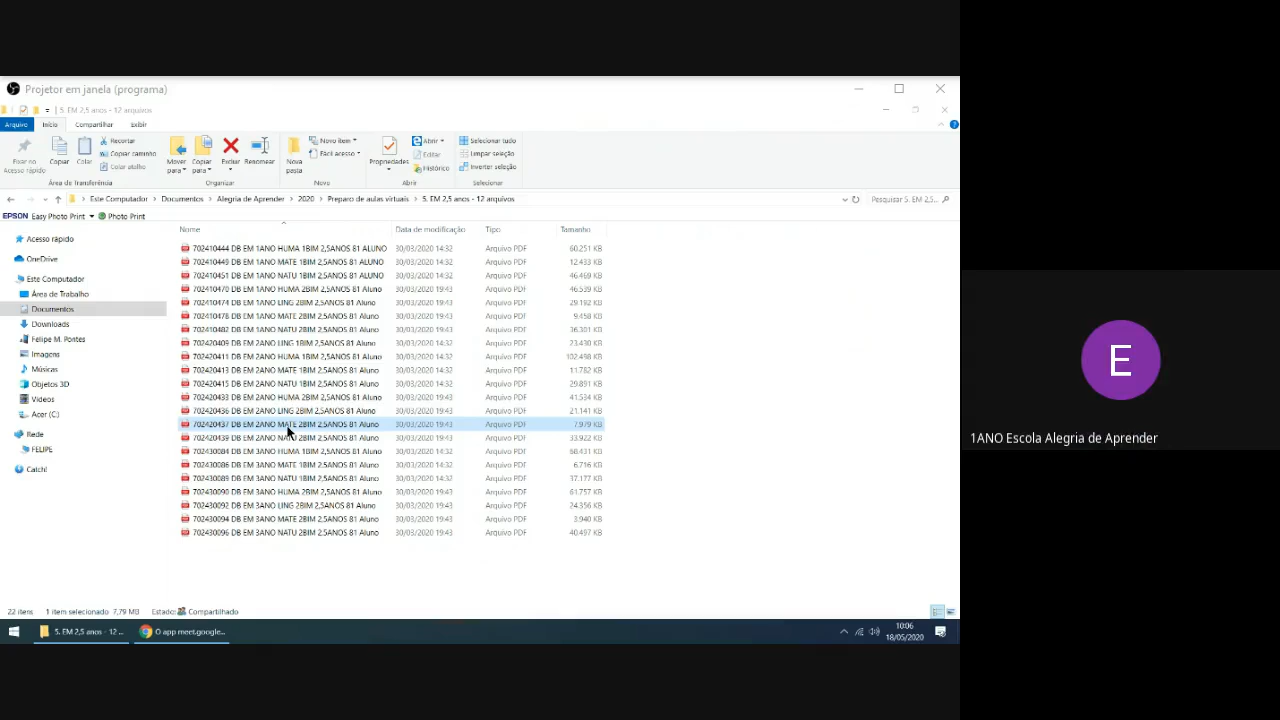 Projetor em janela (programa)
5. EM 2,5 anos - 12 arquivos
Arquivo Início Compartilhar Exibir
Fixar no Acesso rápido
Copiar
Colar
Recortar
Copiar caminho
Colar atalho
Mover para
Copiar para
Excluir
Renomear
Nova pasta
Novo item
Fácil acesso
Propriedades
Abrir
Editar
Histórico
Selecionar tudo
Limpar seleção
Inverter seleção
Área de Transferência Organizar Novo Abrir Selecionar
Este Computador > Documentos > Alegria de Aprender > 2020 > Preparo de aulas virtuais > 5. EM 2,5 anos - 12 arquivos
Pesquisar 5. EM 2,5...
EPSON Easy Photo Print Photo Print
Nome Data de modificação Tipo Tamanho
Acesso rápido
OneDrive
Este Computador
Área de Trabalho
Documentos
Downloads
Felipe M. Pontes
Imagens
Músicas
Objetos 3D
Vídeos
Acer (C:)
Rede
FELIPE
Catch!
702410444 DB EM 1ANO HUMA 1BIM 2,5ANOS 81 ALUNO 30/03/2020 14:32 Arquivo PDF 60.251 KB
702410449 DB EM 1ANO MATE 1BIM 2,5ANOS 81 ALUNO 30/03/2020 14:32 Arquivo PDF 12.433 KB
702410451 DB EM 1ANO NATU 1BIM 2,5ANOS 81 ALUNO 30/03/2020 14:32 Arquivo PDF 46.469 KB
702410470 DB EM 1ANO HUMA 2BIM 2,5ANOS 81 Aluno 30/03/2020 19:43 Arquivo PDF 46.539 KB
702410474 DB EM 1ANO LING 2BIM 2,5ANOS 81 Aluno 30/03/2020 19:43 Arquivo PDF 29.192 KB
702410478 DB EM 1ANO MATE 2BIM 2,5ANOS 81 Aluno 30/03/2020 19:43 Arquivo PDF 9.458 KB
702410482 DB EM 1ANO NATU 2BIM 2,5ANOS 81 Aluno 30/03/2020 19:43 Arquivo PDF 36.301 KB
702420409 DB EM 2ANO LING 1BIM 2,5ANOS 81 Aluno 30/03/2020 14:32 Arquivo PDF 23.430 KB
702420411 DB EM 2ANO HUMA 1BIM 2,5ANOS 81 Aluno 30/03/2020 14:32 Arquivo PDF 102.498 KB
702420413 DB EM 2ANO MATE 1BIM 2,5ANOS 81 Aluno 30/03/2020 14:32 Arquivo PDF 11.782 KB
702420415 DB EM 2ANO NATU 1BIM 2,5ANOS 81 Aluno 30/03/2020 14:32 Arquivo PDF 29.891 KB
702420433 DB EM 2ANO HUMA 2BIM 2,5ANOS 81 Aluno 30/03/2020 19:43 Arquivo PDF 41.534 KB
702420436 DB EM 2ANO LING 2BIM 2,5ANOS 81 Aluno 30/03/2020 19:43 Arquivo PDF 21.141 KB
702420437 DB EM 2ANO MATE 2BIM 2,5ANOS 81 Aluno 30/03/2020 19:43 Arquivo PDF 7.979 KB
702420439 DB EM 2ANO NATU 2BIM 2,5ANOS 81 Aluno 30/03/2020 19:43 Arquivo PDF 33.922 KB
702430084 DB EM 3ANO HUMA 1BIM 2,5ANOS 81 Aluno 30/03/2020 14:32 Arquivo PDF 68.431 KB
702430086 DB EM 3ANO MATE 1BIM 2,5ANOS 81 Aluno 30/03/2020 14:32 Arquivo PDF 6.716 KB
702430089 DB EM 3ANO NATU 1BIM 2,5ANOS 81 Aluno 30/03/2020 14:32 Arquivo PDF 37.177 KB
702430090 DB EM 3ANO HUMA 2BIM 2,5ANOS 81 Aluno 30/03/2020 19:43 Arquivo PDF 61.757 KB
702430092 DB EM 3ANO LING 2BIM 2,5ANOS 81 Aluno 30/03/2020 19:43 Arquivo PDF 24.356 KB
702430094 DB EM 3ANO MATE 2BIM 2,5ANOS 81 Aluno 30/03/2020 19:43 Arquivo PDF 3.940 KB
702430096 DB EM 3ANO NATU 2BIM 2,5ANOS 81 Aluno 30/03/2020 19:43 Arquivo PDF 40.497 KB
22 itens 1 item selecionado 7,79 MB Estado: Compartilhado
5. EM 2,5 anos - 12 ...
O app meet.google...
10:06
18/05/2020
E
1ANO Escola Alegria de Aprender